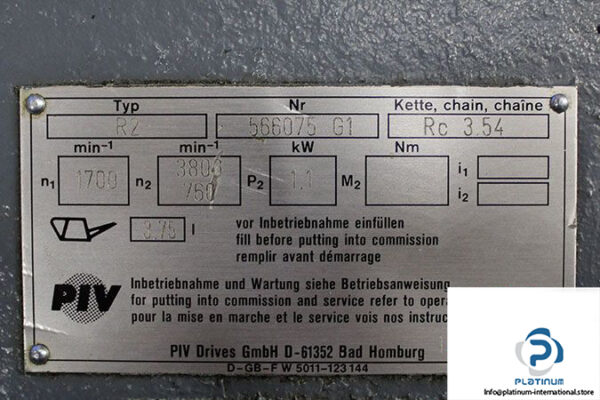 Typ Nr Kette, chain, chaîne
R2 566075 G1 Rc 3.54
min-1 min-1 kW Nm
n1 1700 n2 3800 760 P2 1.1 M2 i1
i2
3.75 l
vor Inbetriebnahme einfüllen
fill before putting into commission
remplir avant démarrage
PIV
Inbetriebnahme und Wartung siehe Betriebsanweisung
for putting into commission and service refer to opera
pour la mise en marche et le service vois nos instruc
PIV Drives GmbH D-61352 Bad Homburg
D-GB-F W 5011-123 144
PLATINUM
INTERNATIONAL
Info@platinum-international.store